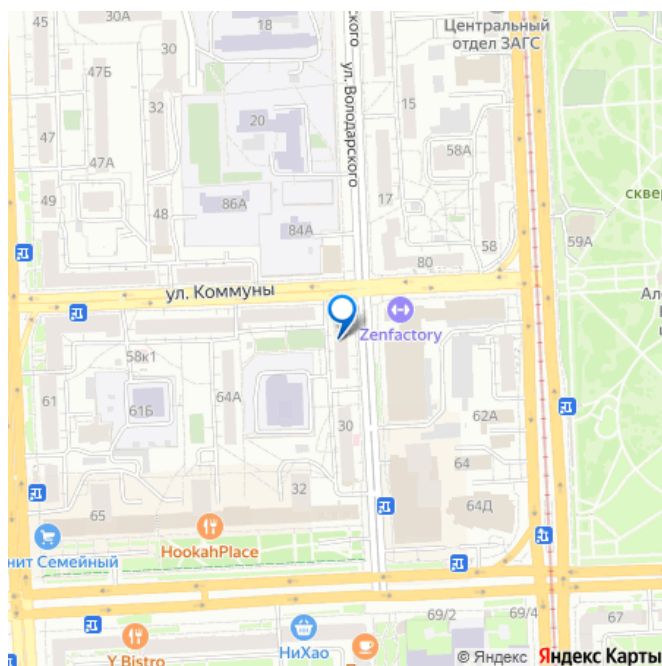 45
30А
18
Центральный
отдел ЗАГС
30
ул. Володарского
47Б
32
15
20
47
58А
47А
17
49
48
86А
84А
сквер
59А
58
80
ул. Коммуны
Zenfactory
58к1
64А
61
61Б
62А
30
64
32
65
64Д
HookahPlace
нит Семейный
69/2
69/4
67
НиХао
Y Bistro
© Яндекс Яндекс Карты